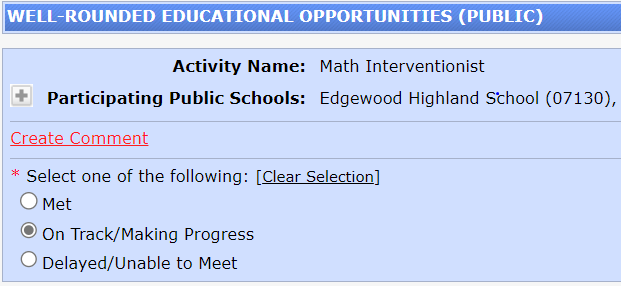 WELL-ROUNDED EDUCATIONAL OPPORTUNITIES (PUBLIC)
Activity Name: Math Interventionist
Participating Public Schools: Edgewood Highland School (07130),
Create Comment
* Select one of the following: [Clear Selection]
Met
On Track/Making Progress
Delayed/Unable to Meet